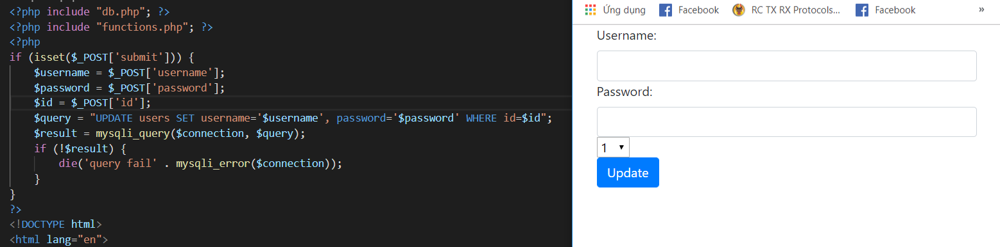 <?php include "db.php"; ?>
<?php include "functions.php"; ?>
<?php
if (isset($_POST['submit'])) {
    $username = $_POST['username'];
    $password = $_POST['password'];
    $id = $_POST['id'];
    $query = "UPDATE users SET username='$username', password='$password' WHERE id=$id";
    $result = mysqli_query($connection, $query);
    if (!$result) {
        die('query fail' . mysqli_error($connection));
    }
}
?>
<!DOCTYPE html>
<html lang="en">
Ứng dụng Facebook RC TX RX Protocols... Facebook »
Username:
Password:
1
Update